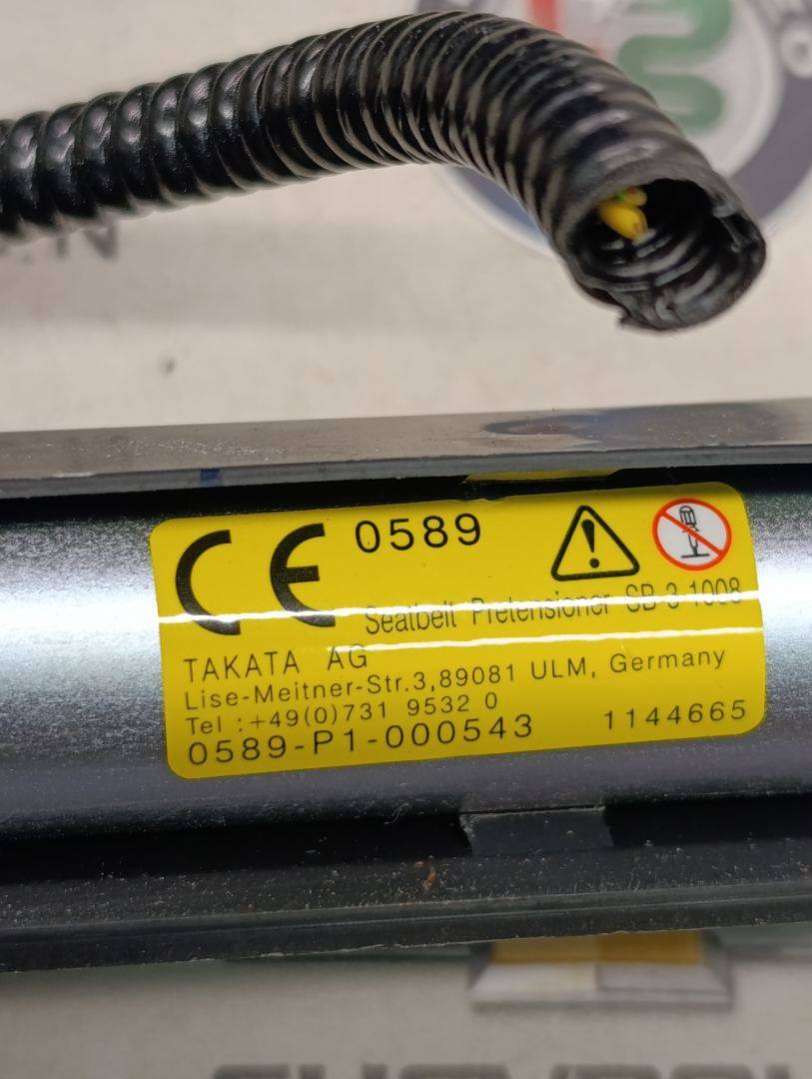 CE 0589
Seatbelt Pretensioner SB-3 1008
TAKATA AG
Lise-Meitner-Str.3,89081 ULM, Germany
Tel :+49(0)731 9532 0
0589-P1-000543 1144665